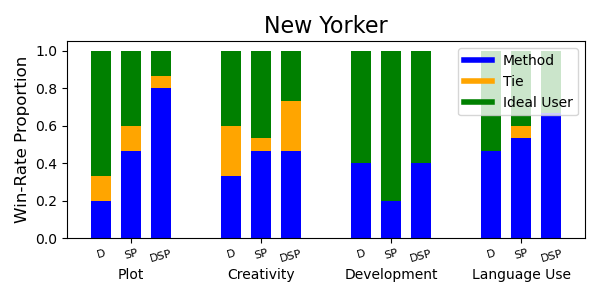 New Yorker
Win-Rate Proportion
1.0
0.8
0.6
0.4
0.2
0.0
Method
Tie
Ideal User
D SP DSP D SP DSP D SP DSP D SP DSP
Plot Creativity Development Language Use